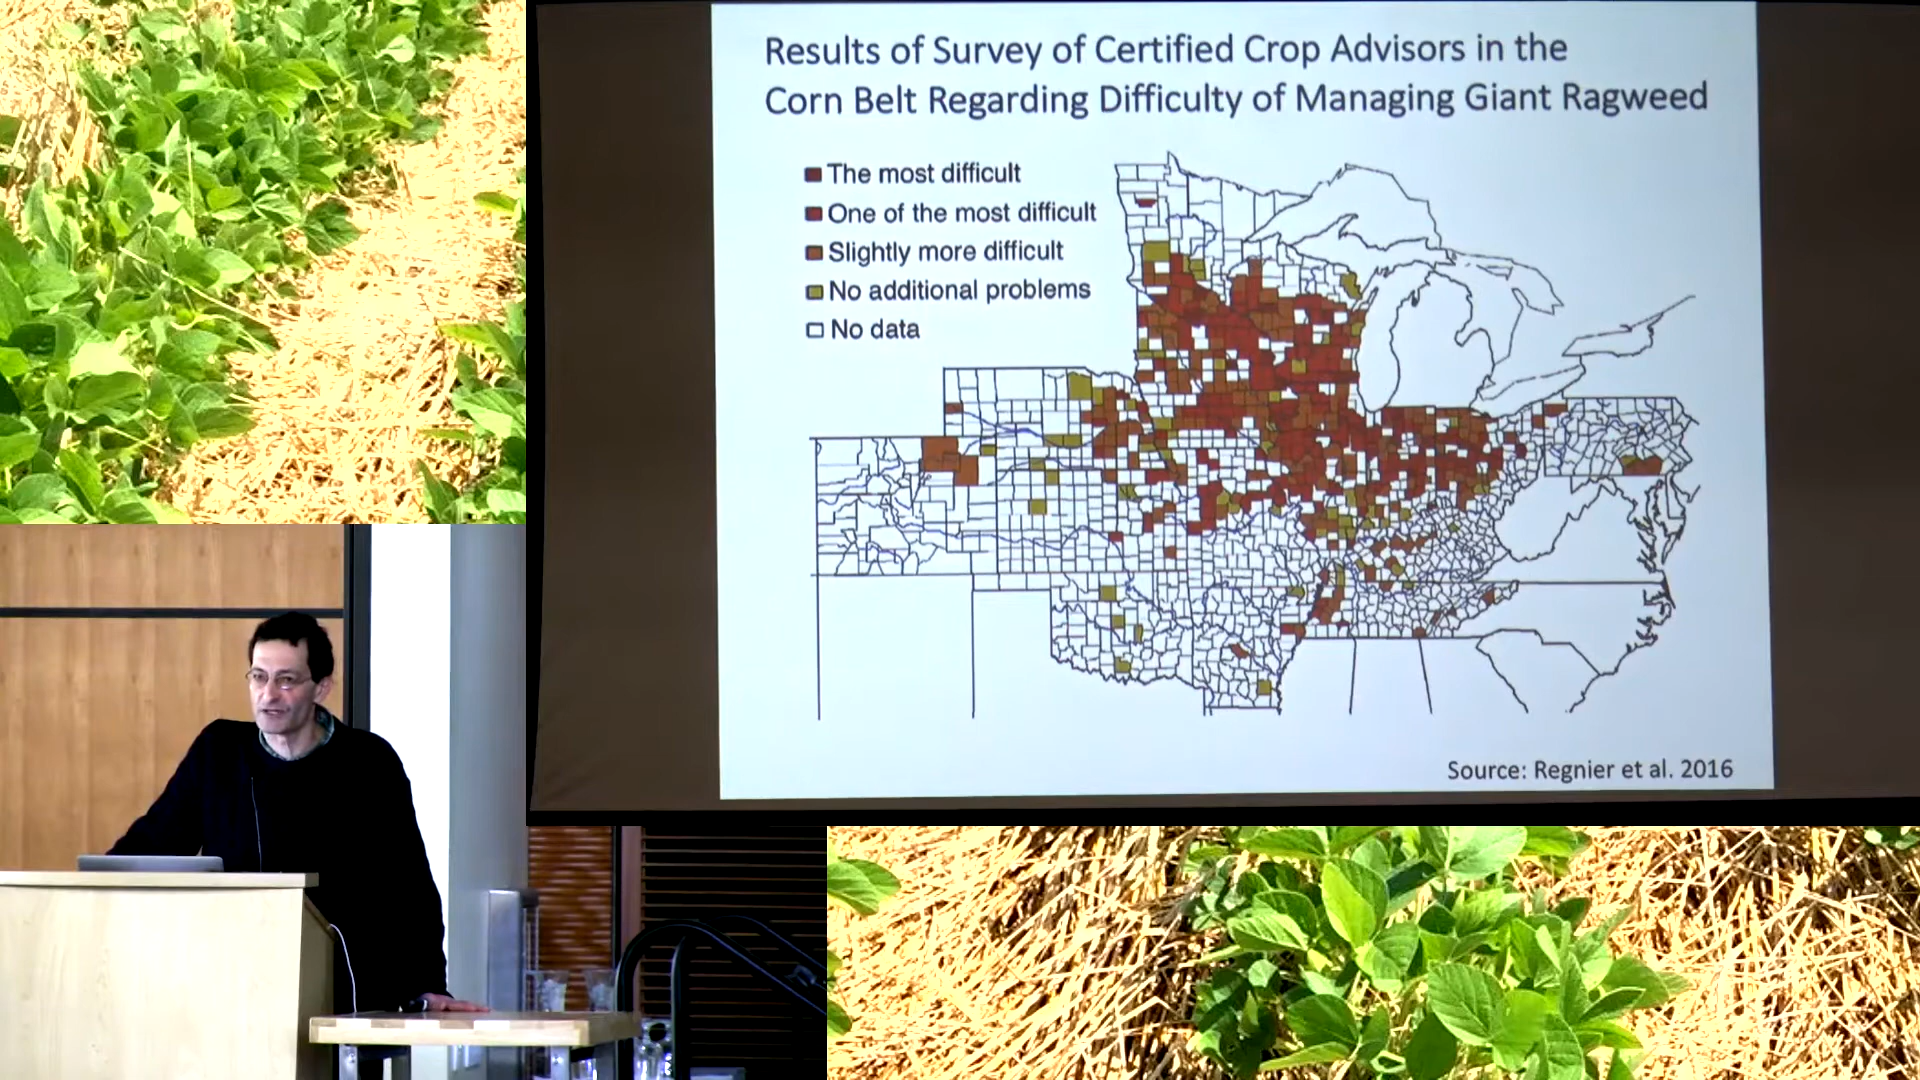 Results of Survey of Certified Crop Advisors in the
Corn Belt Regarding Difficulty of Managing Giant Ragweed
The most difficult
One of the most difficult
Slightly more difficult
No additional problems
No data
Source: Regnier et al. 2016